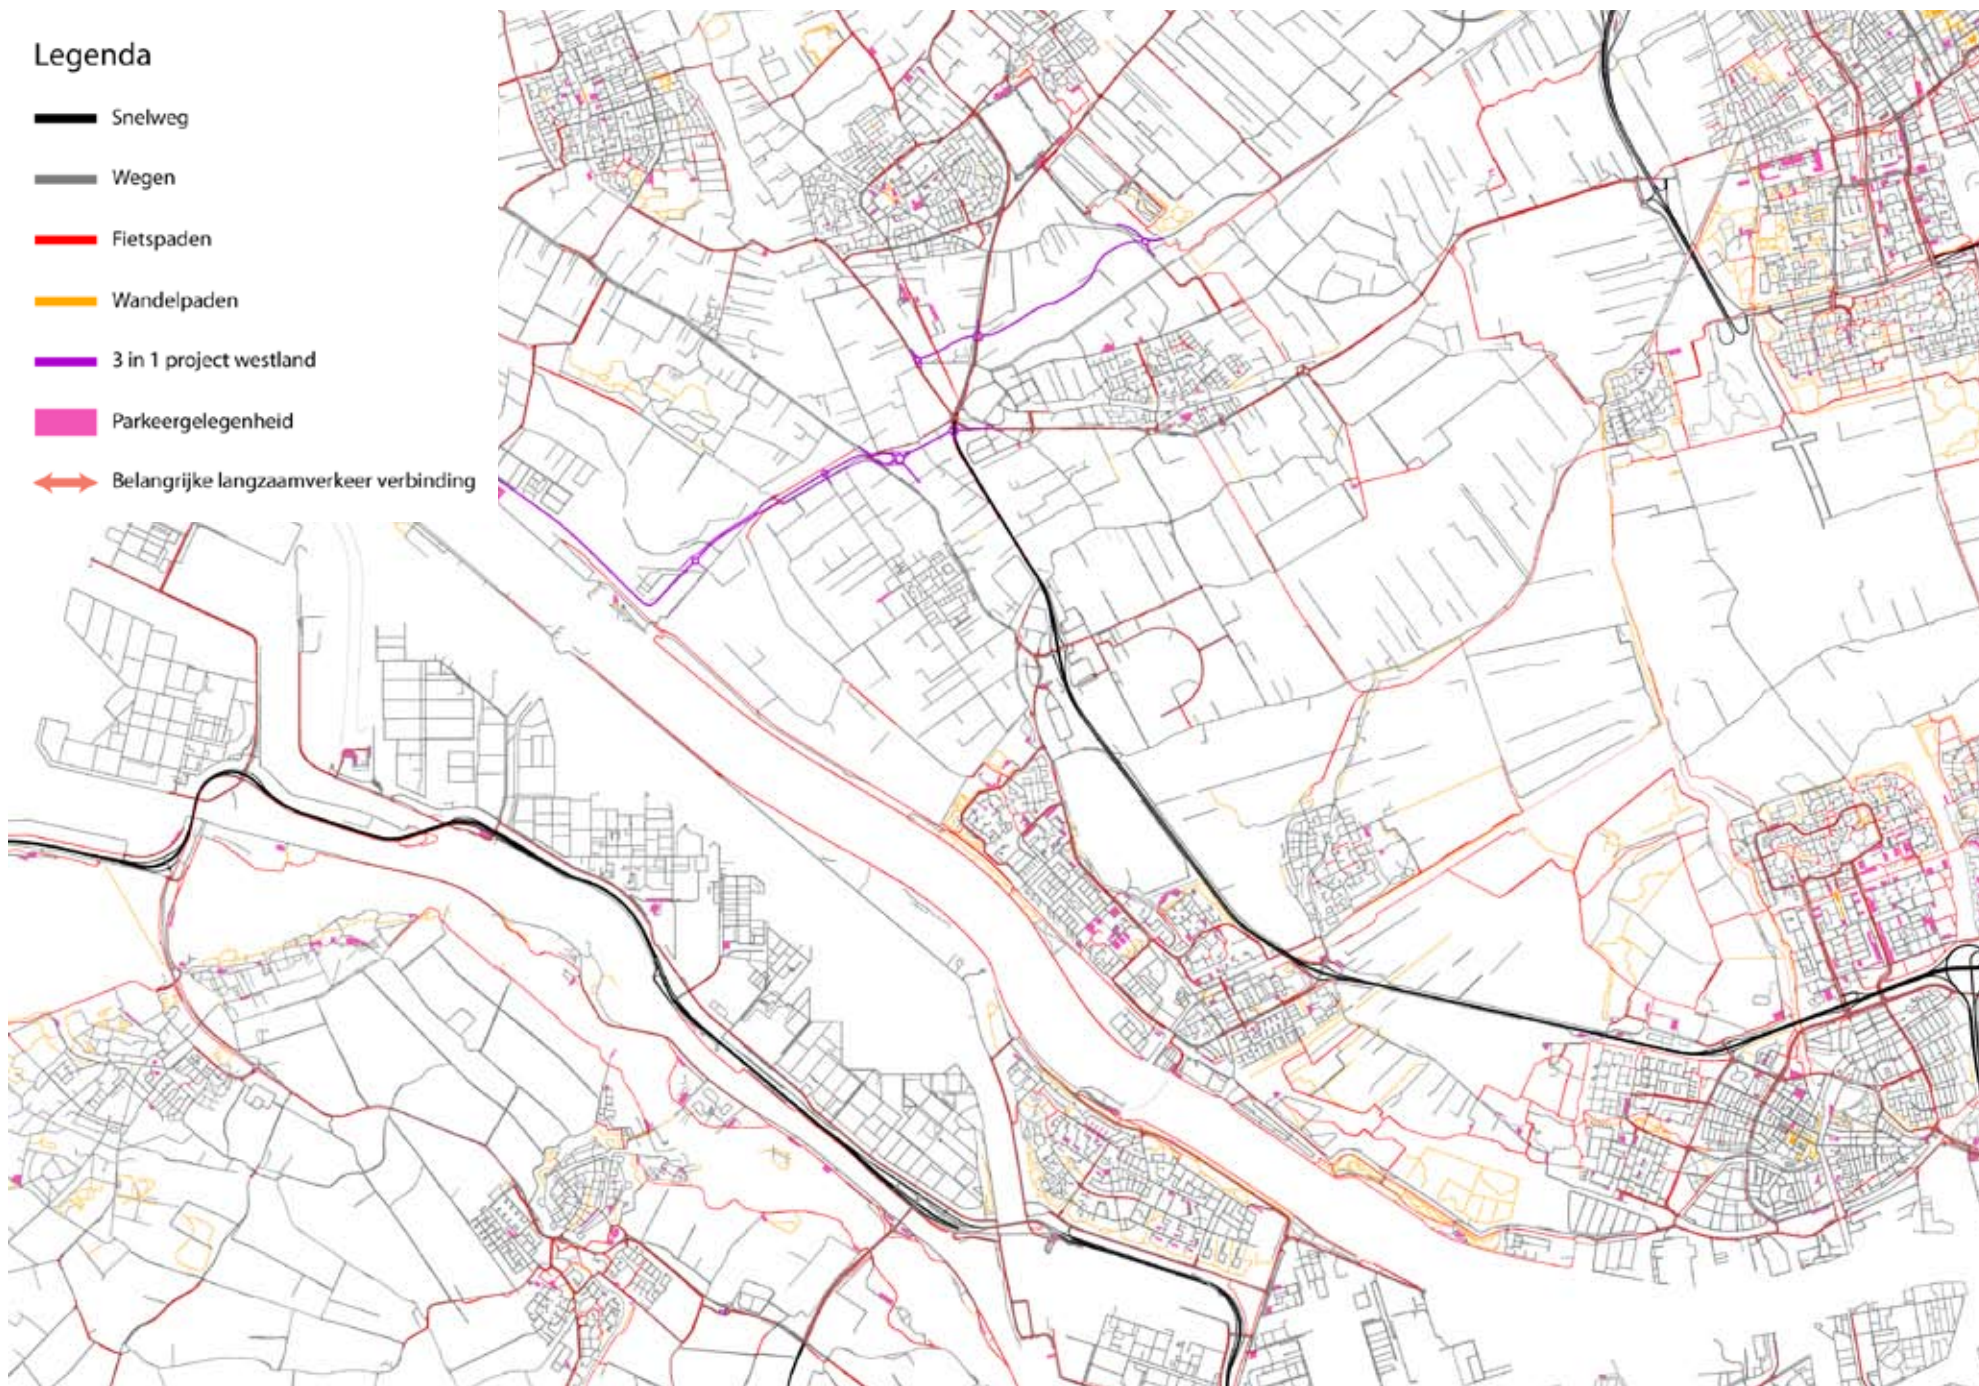 Legenda
Snelweg
Wegen
Fietspaden
Wandelpaden
3 in 1 project westland
Parkeergelegenheid
Belangrijke langzaamverkeer verbinding